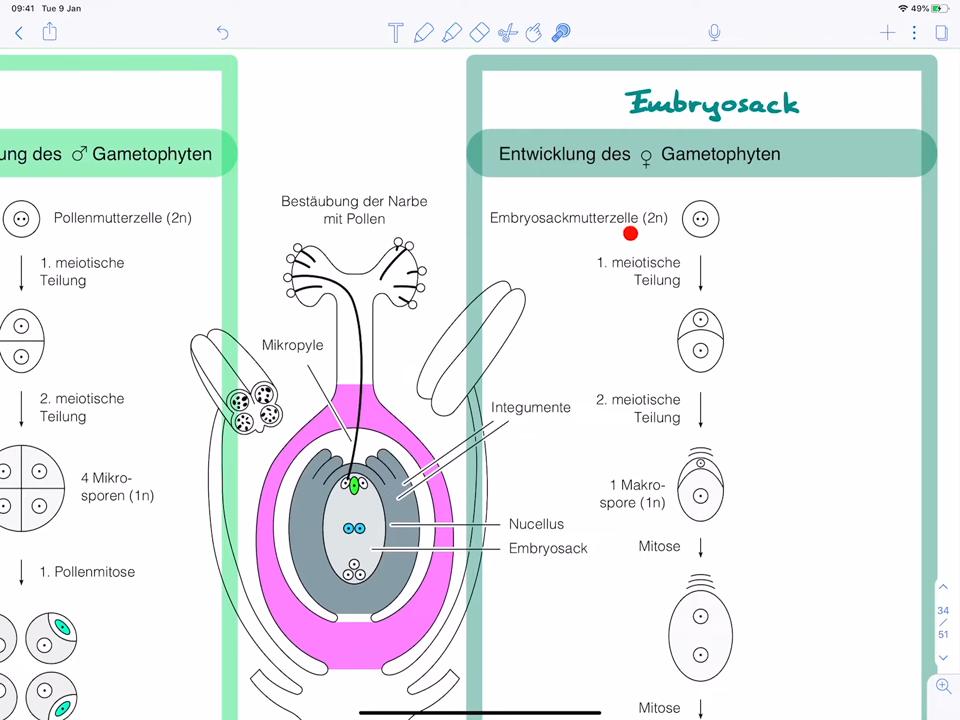 09:41 Tue 9 Jan
49%
T
Embryosack
ung des ♂ Gametophyten
Entwicklung des ♀ Gametophyten
Pollenmutterzelle (2n)
1. meiotische
Teilung
2. meiotische
Teilung
4 Mikro-
sporen (1n)
1. Pollenmitose
Bestäubung der Narbe
mit Pollen
Mikropyle
Integumente
Nucellus
Embryosack
Embryosackmutterzelle (2n)
1. meiotische
Teilung
2. meiotische
Teilung
1 Makro-
spore (1n)
Mitose
Mitose
34
/
51